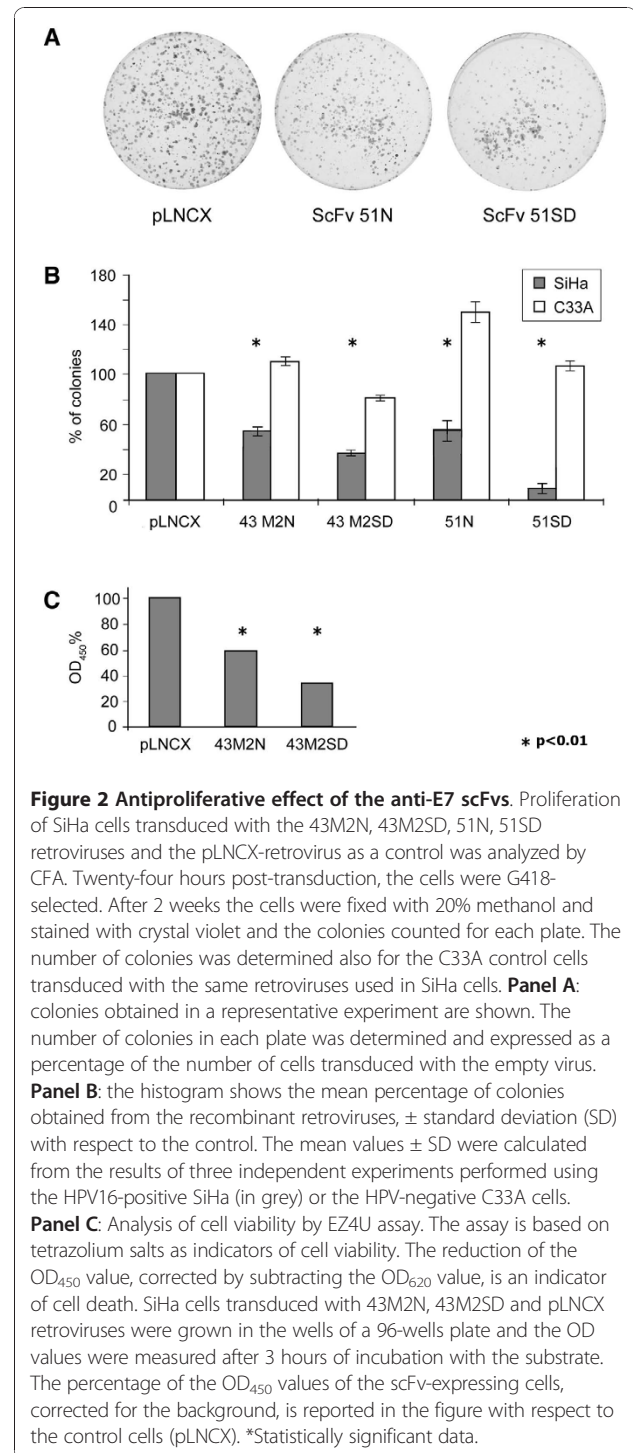 A
pLNCX ScFv 51N ScFv 51SD
B
180
140
100
60
20
0
% of colonies
SiHa
C33A
* * * *
pLNCX 43 M2N 43 M2SD 51N 51SD
C
100
80
60
40
20
0
OD450%
* *
pLNCX 43M2N 43M2SD
* p<0.01
Figure 2 Antiproliferative effect of the anti-E7 scFvs. Proliferation
of SiHa cells transduced with the 43M2N, 43M2SD, 51N, 51SD
retroviruses and the pLNCX-retrovirus as a control was analyzed by
CFA. Twenty-four hours post-transduction, the cells were G418-
selected. After 2 weeks the cells were fixed with 20% methanol and
stained with crystal violet and the colonies counted for each plate. The
number of colonies was determined also for the C33A control cells
transduced with the same retroviruses used in SiHa cells. Panel A:
colonies obtained in a representative experiment are shown. The
number of colonies in each plate was determined and expressed as a
percentage of the number of cells transduced with the empty virus.
Panel B: the histogram shows the mean percentage of colonies
obtained from the recombinant retroviruses, ± standard deviation (SD)
with respect to the control. The mean values ± SD were calculated
from the results of three independent experiments performed using
the HPV16-positive SiHa (in grey) or the HPV-negative C33A cells.
Panel C: Analysis of cell viability by EZ4U assay. The assay is based on
tetrazolium salts as indicators of cell viability. The reduction of the
OD450 value, corrected by subtracting the OD620 value, is an indicator
of cell death. SiHa cells transduced with 43M2N, 43M2SD and pLNCX
retroviruses were grown in the wells of a 96-wells plate and the OD
values were measured after 3 hours of incubation with the substrate.
The percentage of the OD450 values of the scFv-expressing cells,
corrected for the background, is reported in the figure with respect to
the control cells (pLNCX). *Statistically significant data.